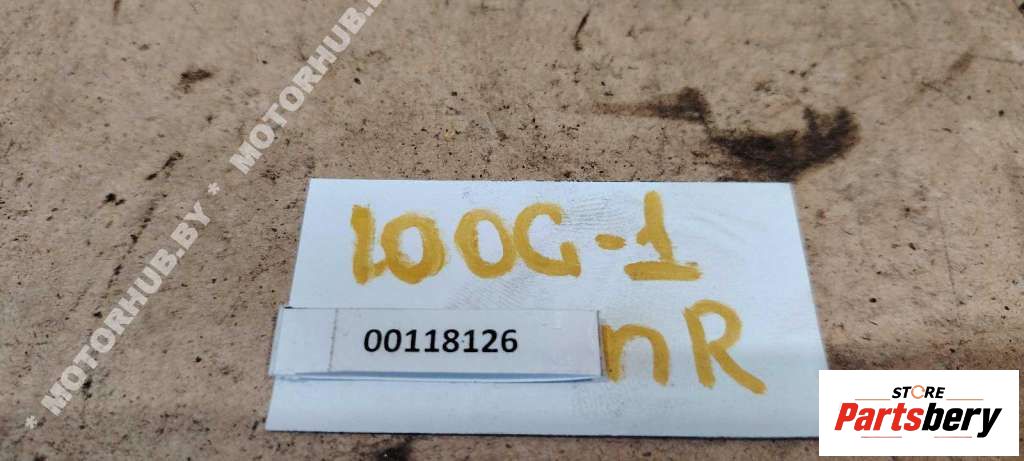 * MOTORHUB.BY * MOTORHUB.BY
100G-1
00118126
nR
STORE
Partsbery